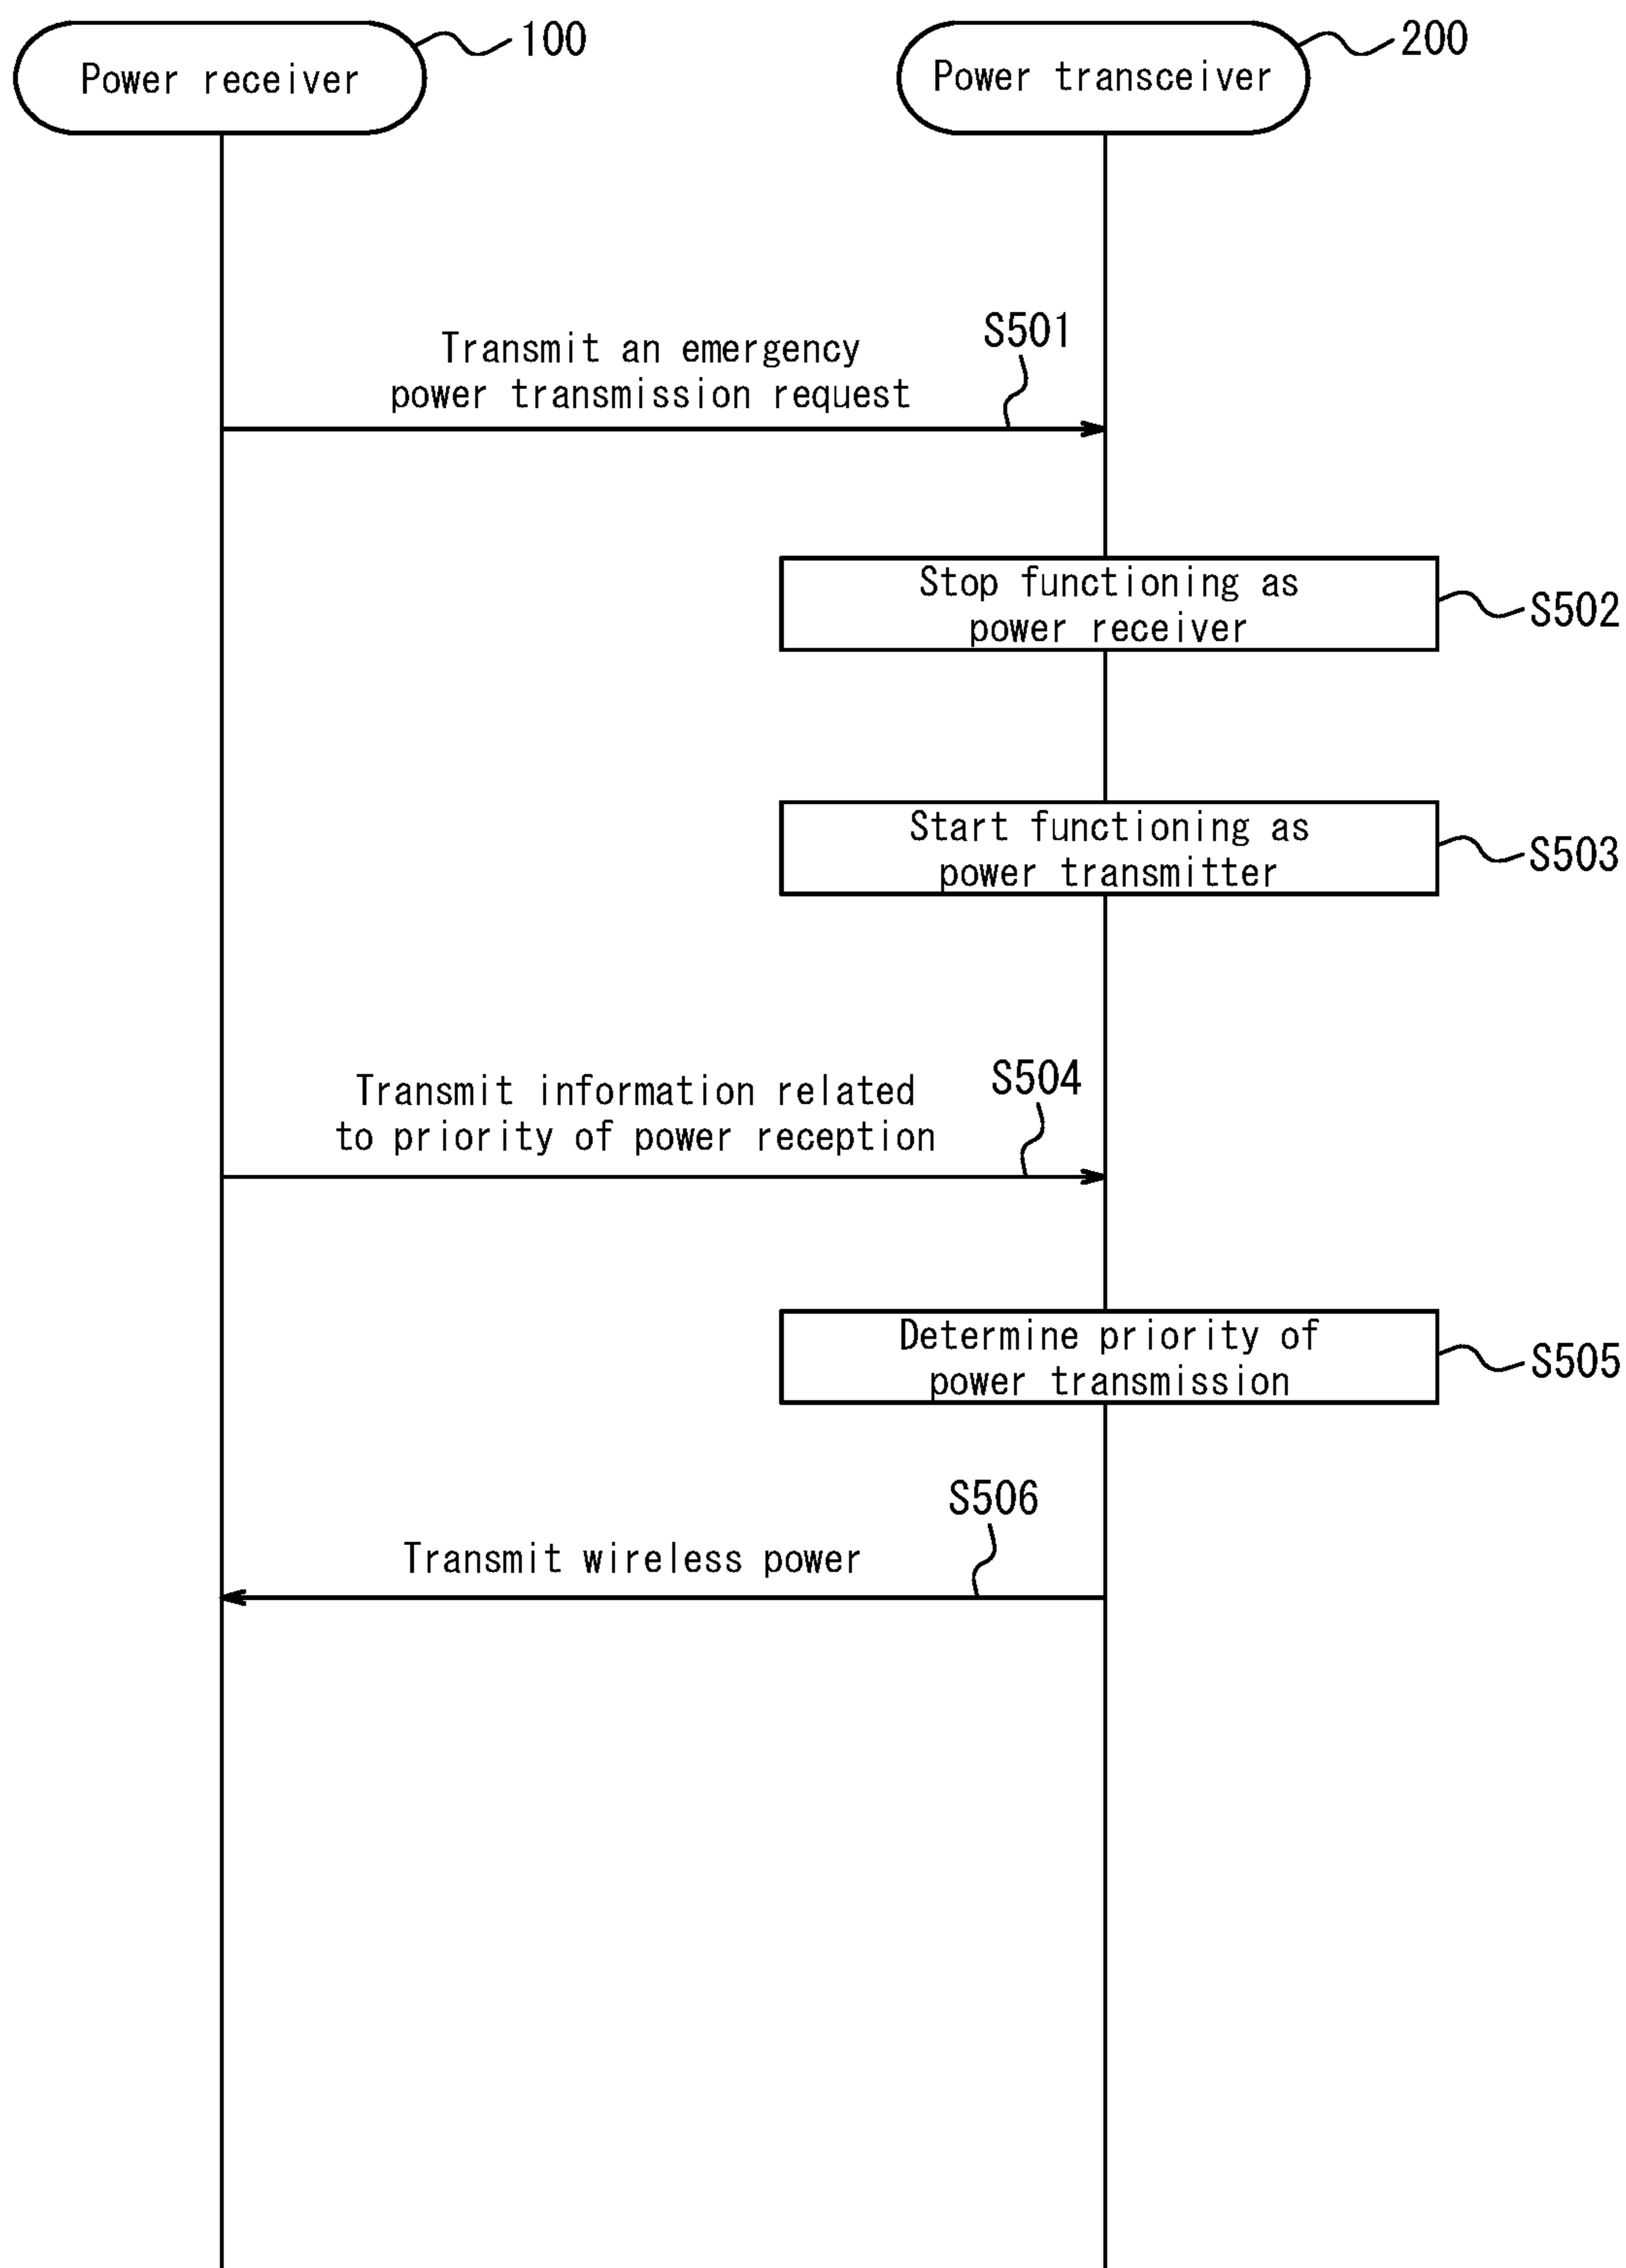 Power receiver
100
Power transceiver
200
S501
Transmit an emergency
power transmission request
Stop functioning as
power receiver
S502
Start functioning as
power transmitter
S503
S504
Transmit information related
to priority of power reception
Determine priority of
power transmission
S505
S506
Transmit wireless power